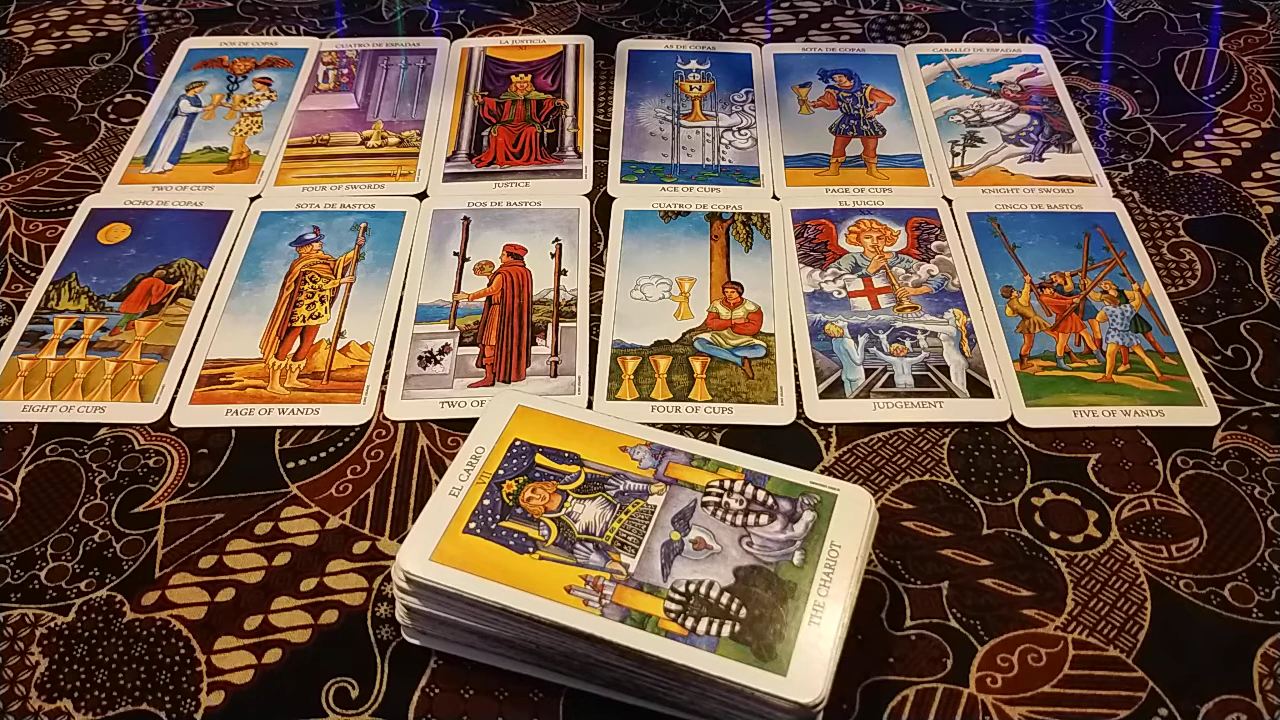 DOS DE COPAS
TWO OF CUPS
CUATRO DE ESPADAS
FOUR OF SWORDS
LA JUSTICIA
XI
JUSTICE
AS DE COPAS
ACE OF CUPS
SOTA DE COPAS
PAGE OF CUPS
CABALLO DE ESPADAS
KNIGHT OF SWORD
OCHO DE COPAS
EIGHT OF CUPS
SOTA DE BASTOS
PAGE OF WANDS
DOS DE BASTOS
TWO OF
CUATRO DE COPAS
FOUR OF CUPS
EL JUICIO
XX
JUDGEMENT
CINCO DE BASTOS
FIVE OF WANDS
EL CARRO
VII
THE CHARIOT